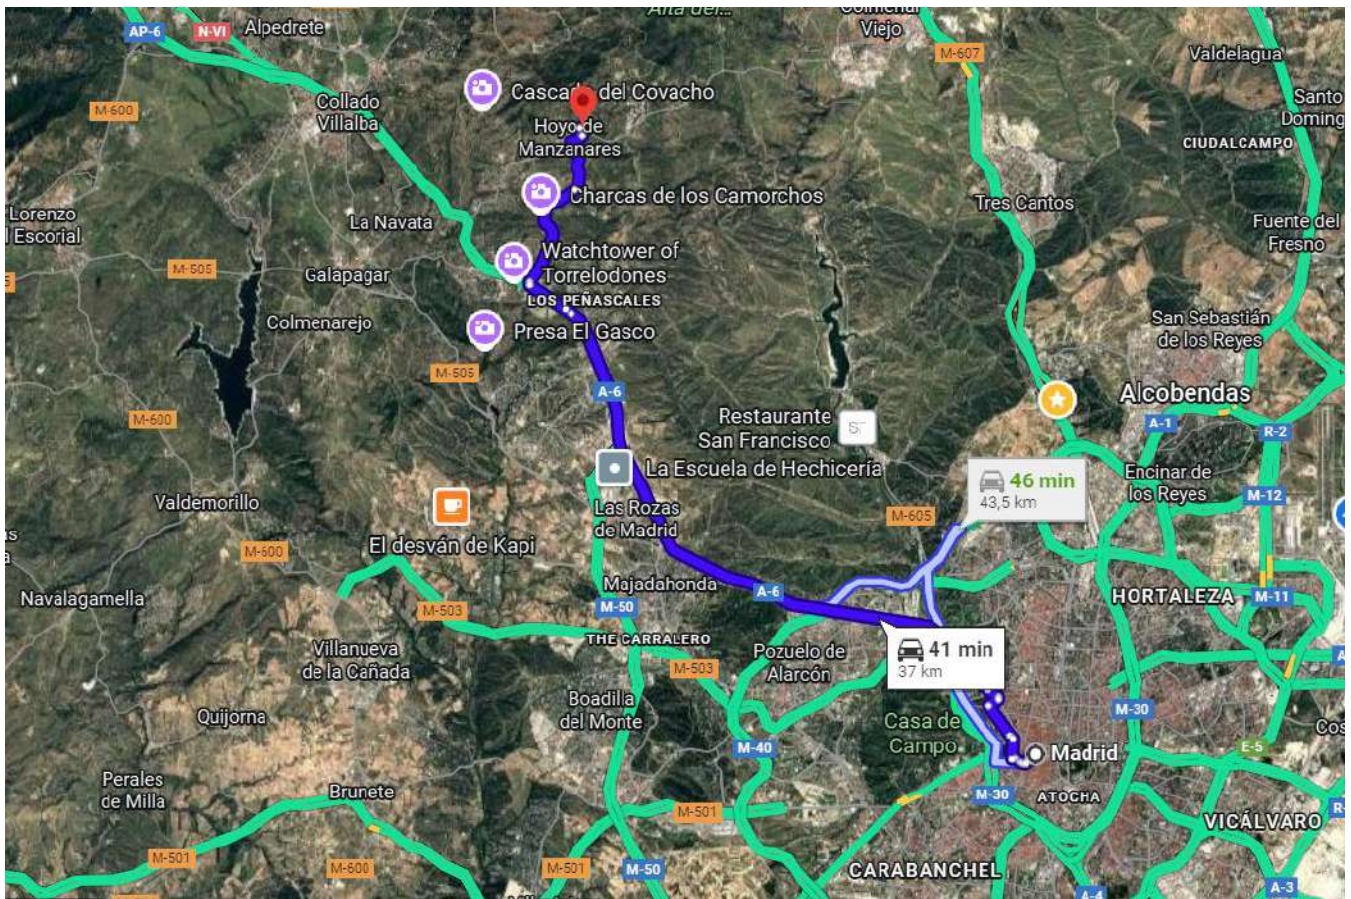 Alta del...
Colmenar
Viejo
AP-6
N-VI
Alpedrete
M-607
Valdelagua
M-600
Collado
Villalba
Cascada del Covacho
Santo
Doming
Hoyo de
Manzanares
CIUDALCAMPO
Charcas de los Camorchos
Tres Cantos
Lorenzo
l Escorial
La Navata
Fuente del
Fresno
M-505
Galapagar
Watchtower of
Torrelodones
LOS PEÑASCALES
Colmenarejo
Presa El Gasco
San Sebastián
de los Reyes
M-505
A-6
Alcobendas
M-600
Restaurante
San Francisco
SF
A-1
R-2
La Escuela de Hechicería
Encinar de
los Reyes
46 min
43,5 km
Valdemorillo
Las Rozas
de Madrid
M-605
M-12
El desván de Kapi
M-600
Navalagamella
Majadahonda
A-6
M-503
M-50
HORTALEZA
M-11
THE CARRALERO
41 min
37 km
Villanueva
de la Cañada
M-503
Pozuelo de
Alarcón
Quijorna
Boadilla
del Monte
Casa de
Campo
M-30
M-40
E-5
Madrid
Perales
de Milla
Brunete
M-30
ATOCHA
M-501
VICÁLVARO
M-501
M-600
M-501
M-50
CARABANCHEL
A-4
A-3